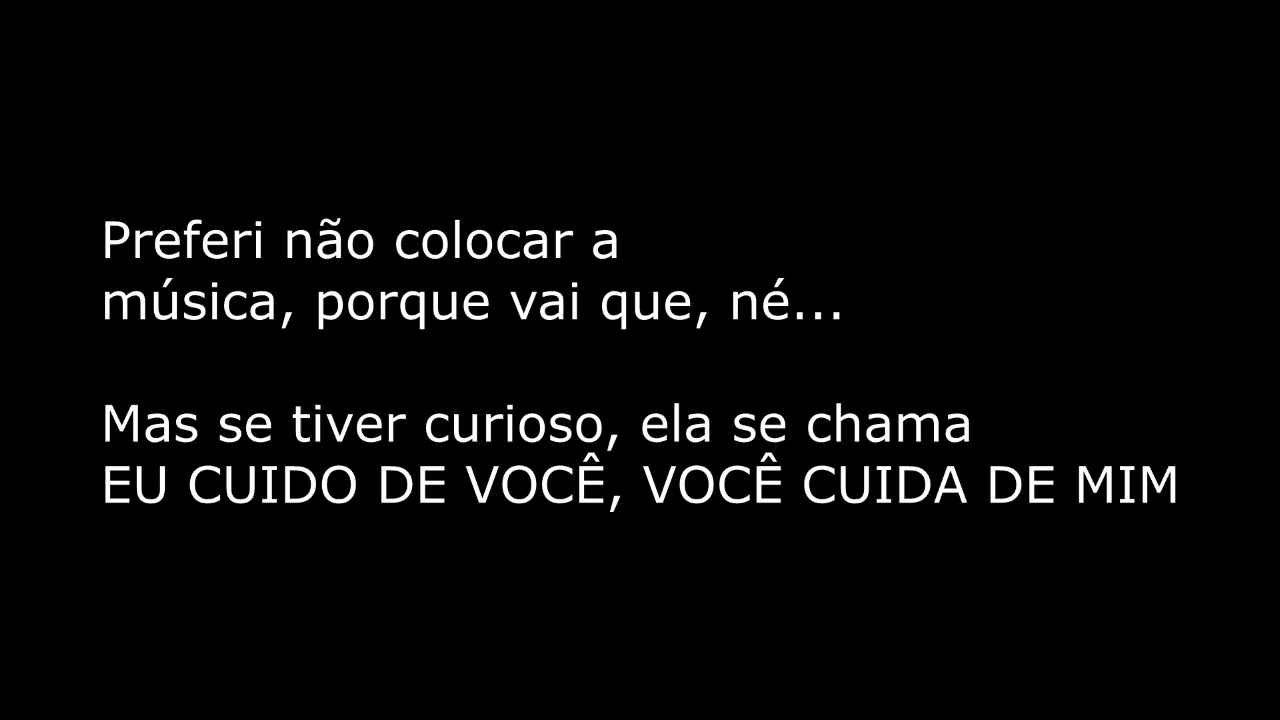 Preferi não colocar a
música, porque vai que, né...
Mas se tiver curioso, ela se chama
EU CUIDO DE VOCÊ, VOCÊ CUIDA DE MIM